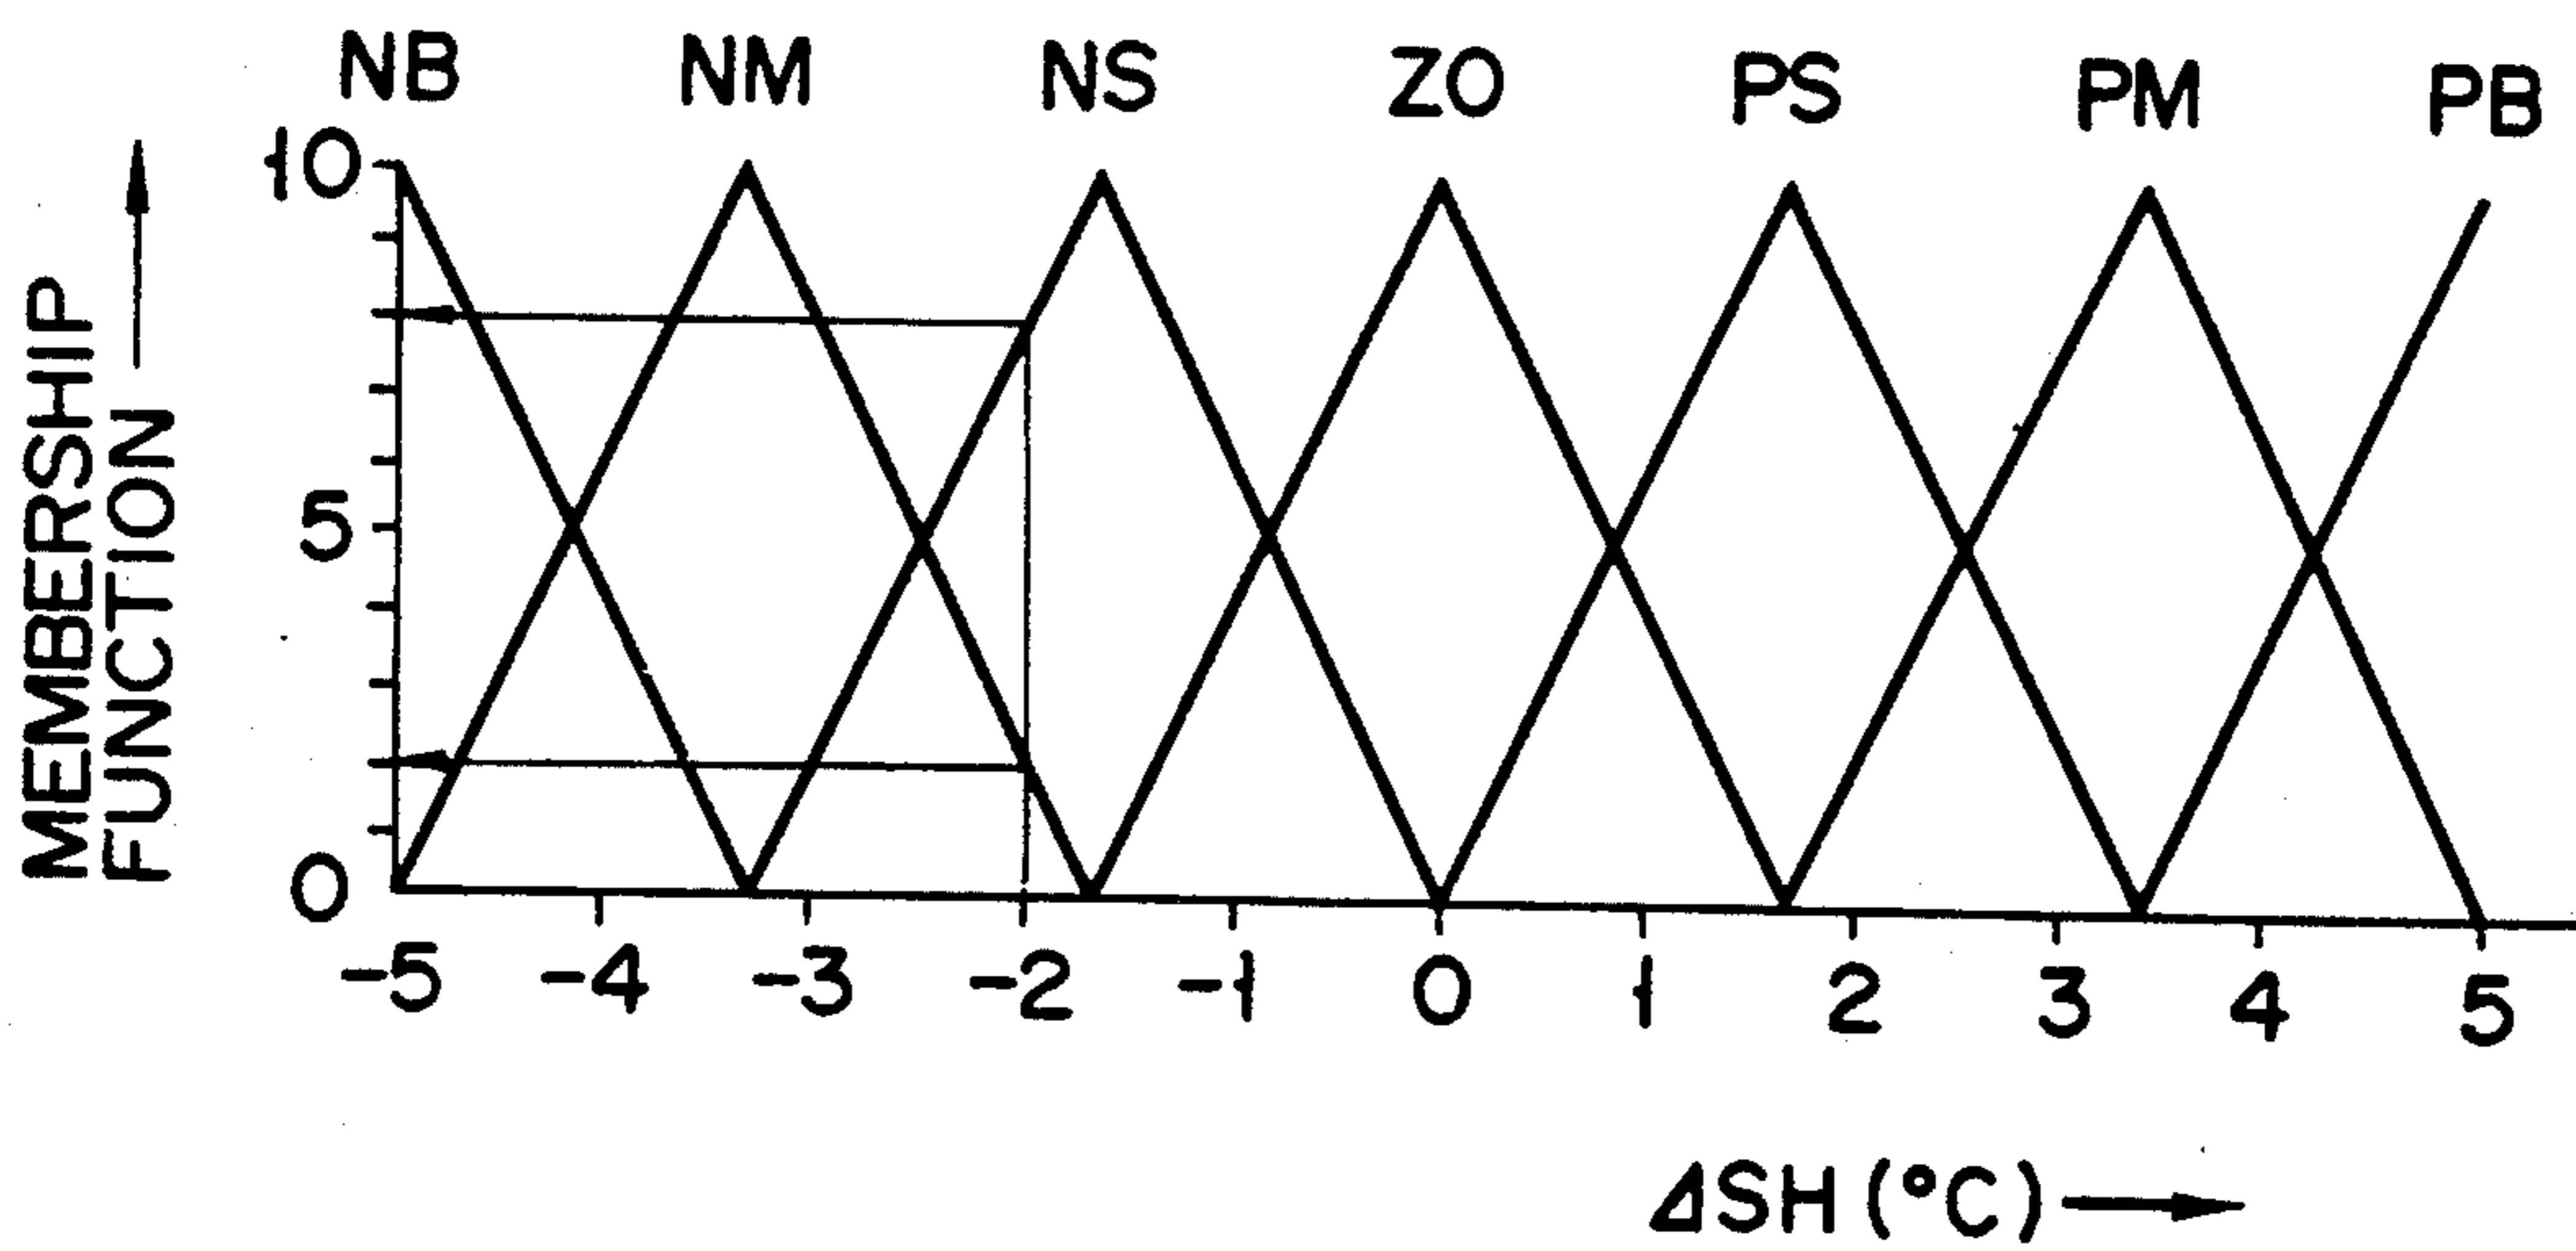 NB NM NS ZO PS PM PB
10
5
0
MEMBERSHIP
FUNCTION
-5 -4 -3 -2 -1 0 1 2 3 4 5
ΔSH (°C)